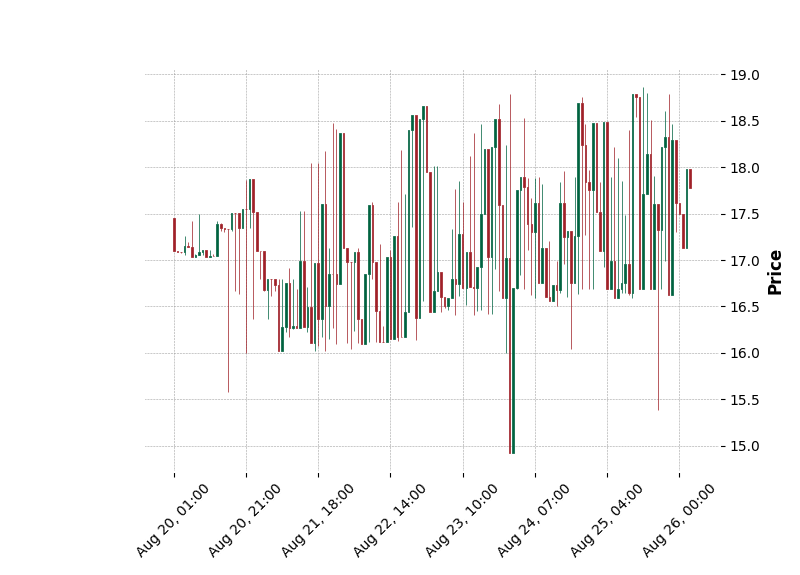 19.0
18.5
18.0
17.5
17.0
16.5
16.0
15.5
15.0
Price
Aug 20, 01:00
Aug 20, 21:00
Aug 21, 18:00
Aug 22, 14:00
Aug 23, 10:00
Aug 24, 07:00
Aug 25, 04:00
Aug 26, 00:00